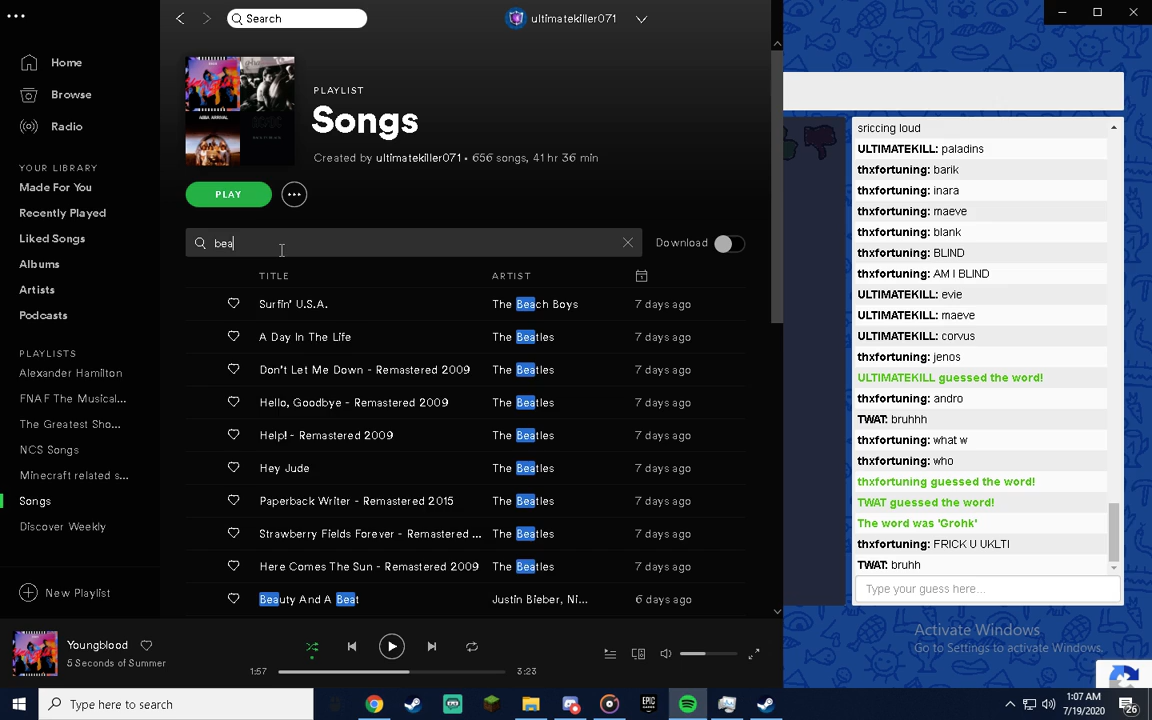 Search
ultimatekiller071
Home
Browse
Radio
YOUR LIBRARY
Made For You
Recently Played
Liked Songs
Albums
Artists
Podcasts
PLAYLISTS
Alexander Hamilton
FNAF The Musical...
The Greatest Sho...
NCS Songs
Minecraft related s...
Songs
Discover Weekly
New Playlist
PLAYLIST
Songs
Created by ultimatekiller071 • 656 songs, 41 hr 36 min
PLAY
bea
Download
TITLE ARTIST
Surfin' U.S.A. The Beach Boys 7 days ago
A Day In The Life The Beatles 7 days ago
Don't Let Me Down - Remastered 2009 The Beatles 7 days ago
Hello, Goodbye - Remastered 2009 The Beatles 7 days ago
Help! - Remastered 2009 The Beatles 7 days ago
Hey Jude The Beatles 7 days ago
Paperback Writer - Remastered 2015 The Beatles 7 days ago
Strawberry Fields Forever - Remastered ... The Beatles 7 days ago
Here Comes The Sun - Remastered 2009 The Beatles 7 days ago
Beauty And A Beat Justin Bieber, Ni... 6 days ago
Youngblood
5 Seconds of Summer
1:57
3:23
sriccing loud
ULTIMATEKILL: paladins
thxfortuning: barik
thxfortuning: inara
thxfortuning: maeve
thxfortuning: blank
thxfortuning: BLIND
thxfortuning: AM I BLIND
ULTIMATEKILL: evie
ULTIMATEKILL: maeve
ULTIMATEKILL: corvus
thxfortuning: jenos
ULTIMATEKILL guessed the word!
thxfortuning: andro
TWAT: bruhhh
thxfortuning: what w
thxfortuning: who
thxfortuning guessed the word!
TWAT guessed the word!
The word was 'Grohk'
thxfortuning: FRICK U UKLTI
TWAT: bruhh
Type your guess here...
Activate Windows
Go to Settings to activate Windows.
Type here to search
EPIC
GAMES
1:07 AM
7/19/2020
26